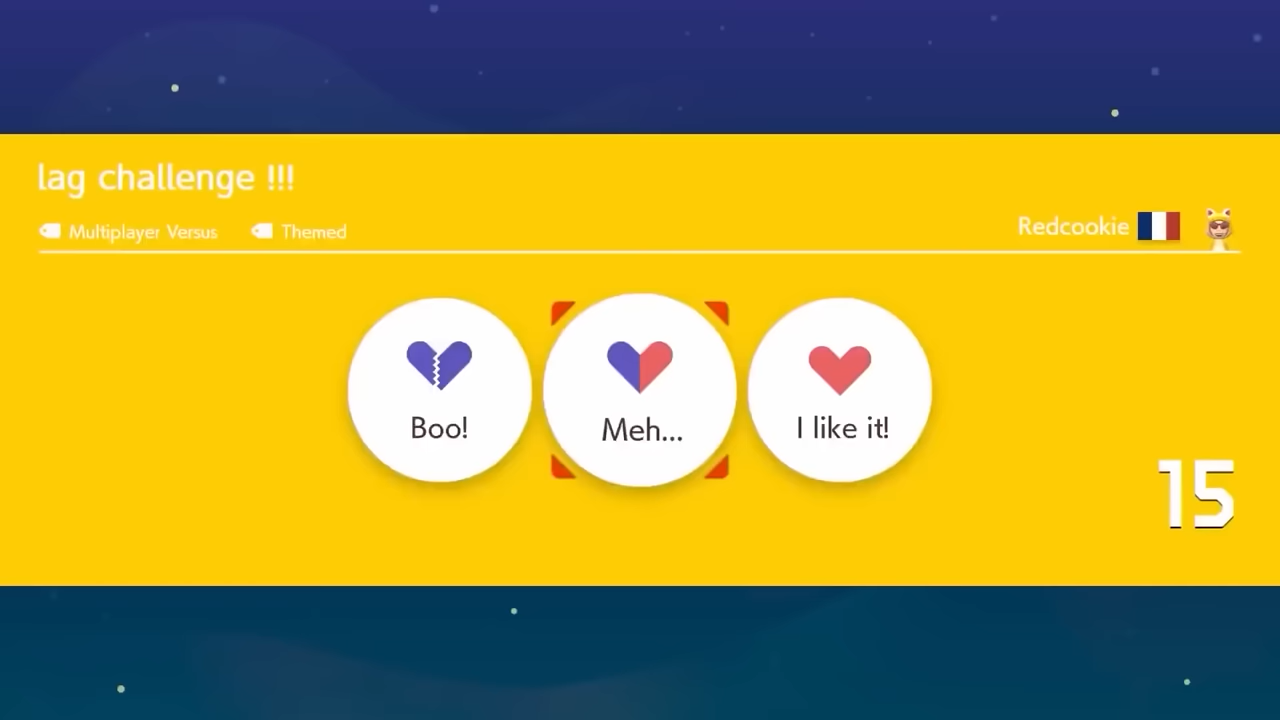 lag challenge !!!
Multiplayer Versus Themed
Redcookie
Boo! Meh... I like it!
15